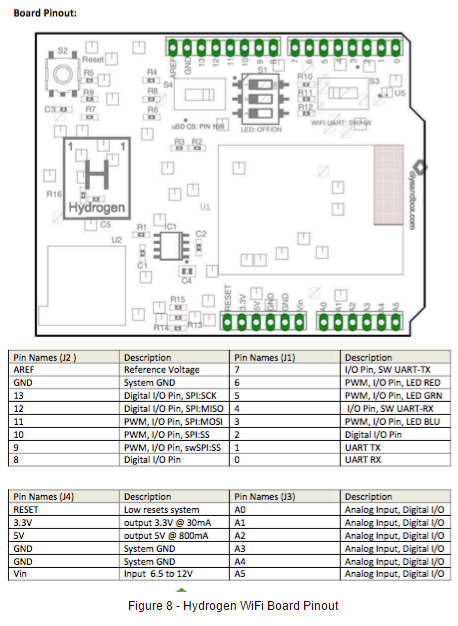 Board Pinout:
AREF GND 13 12 11 10 9 8 7 6 5 4 3 2 1 0
S2 S1
Reset R5 R4 S4 R10 S3
R9 R8 R11 U5
C3 R7 R6 R12
uSD CS: PIN 10/9 LED: OFF/ON WIFI UART: SW/HW
R3 R2
1 1
H
R16
Hydrogen
U1
diysandbox.com
C5
R1 IC1
U2 C2
C1
C4
R15
R14 R13
RESET 3.3V 5V GND GND Vin A0 A1 A2 A3 A4 A5
Pin Names (J2 ) Description Pin Names (J1) Description
AREF Reference Voltage 7 I/O Pin, SW UART-TX
GND System GND 6 PWM, I/O Pin, LED RED
13 Digital I/O Pin, SPI:SCK 5 PWM, I/O Pin, LED GRN
12 Digital I/O Pin, SPI:MISO 4 I/O Pin, SW UART-RX
11 PWM, I/O Pin, SPI:MOSI 3 PWM, I/O Pin, LED BLU
10 PWM, I/O Pin, SPI:SS 2 Digital I/O Pin
9 PWM, I/O Pin, swSPI:SS 1 UART TX
8 Digital I/O Pin 0 UART RX
Pin Names (J4) Description Pin Names (J3) Description
RESET Low resets system A0 Analog Input, Digital I/O
3.3V output 3.3V @ 30mA A1 Analog Input, Digital I/O
5V output 5V @ 800mA A2 Analog Input, Digital I/O
GND System GND A3 Analog Input, Digital I/O
GND System GND A4 Analog Input, Digital I/O
Vin Input 6.5 to 12V A5 Analog Input, Digital I/O
Figure 8 - Hydrogen WiFi Board Pinout